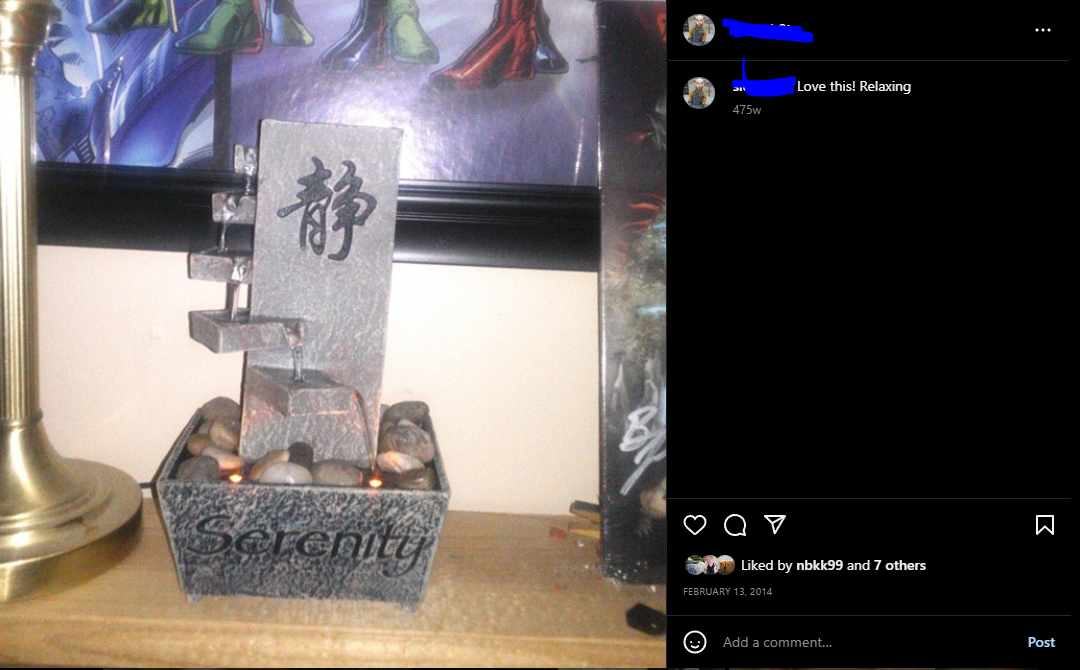 静
Serenity
Love this! Relaxing
475w
Liked by nbkk99 and 7 others
FEBRUARY 13, 2014
Add a comment...
Post